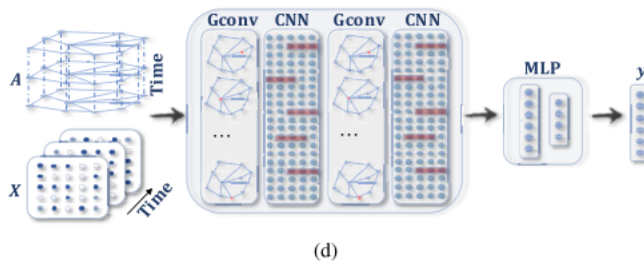 Gconv CNN Gconv CNN
A
Time
MLP
y
...
...
X
Time
(d)